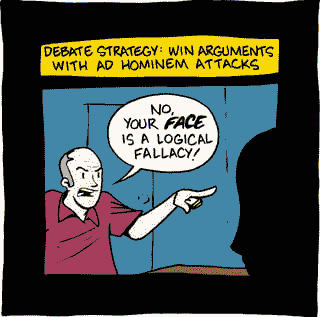 DEBATE STRATEGY: WIN ARGUMENTS
WITH AD HOMINEM ATTACKS
NO,
YOUR FACE
IS A LOGICAL
FALLACY!